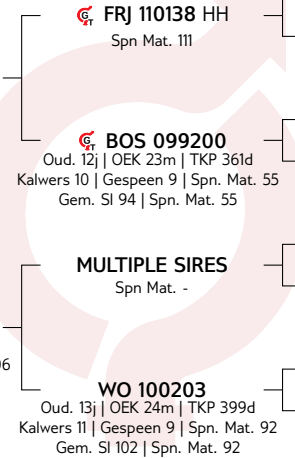 GT FRJ 110138 HH
Spn Mat. 111
GT BOS 099200
Oud. 12j | OEK 23m | TKP 361d
Kalwers 10 | Gespeen 9 | Spn. Mat. 55
Gem. SI 94 | Spn. Mat. 55
MULTIPLE SIRES
Spn Mat. -
WO 100203
Oud. 13j | OEK 24m | TKP 399d
Kalwers 11 | Gespeen 9 | Spn. Mat. 92
Gem. SI 102 | Spn. Mat. 92